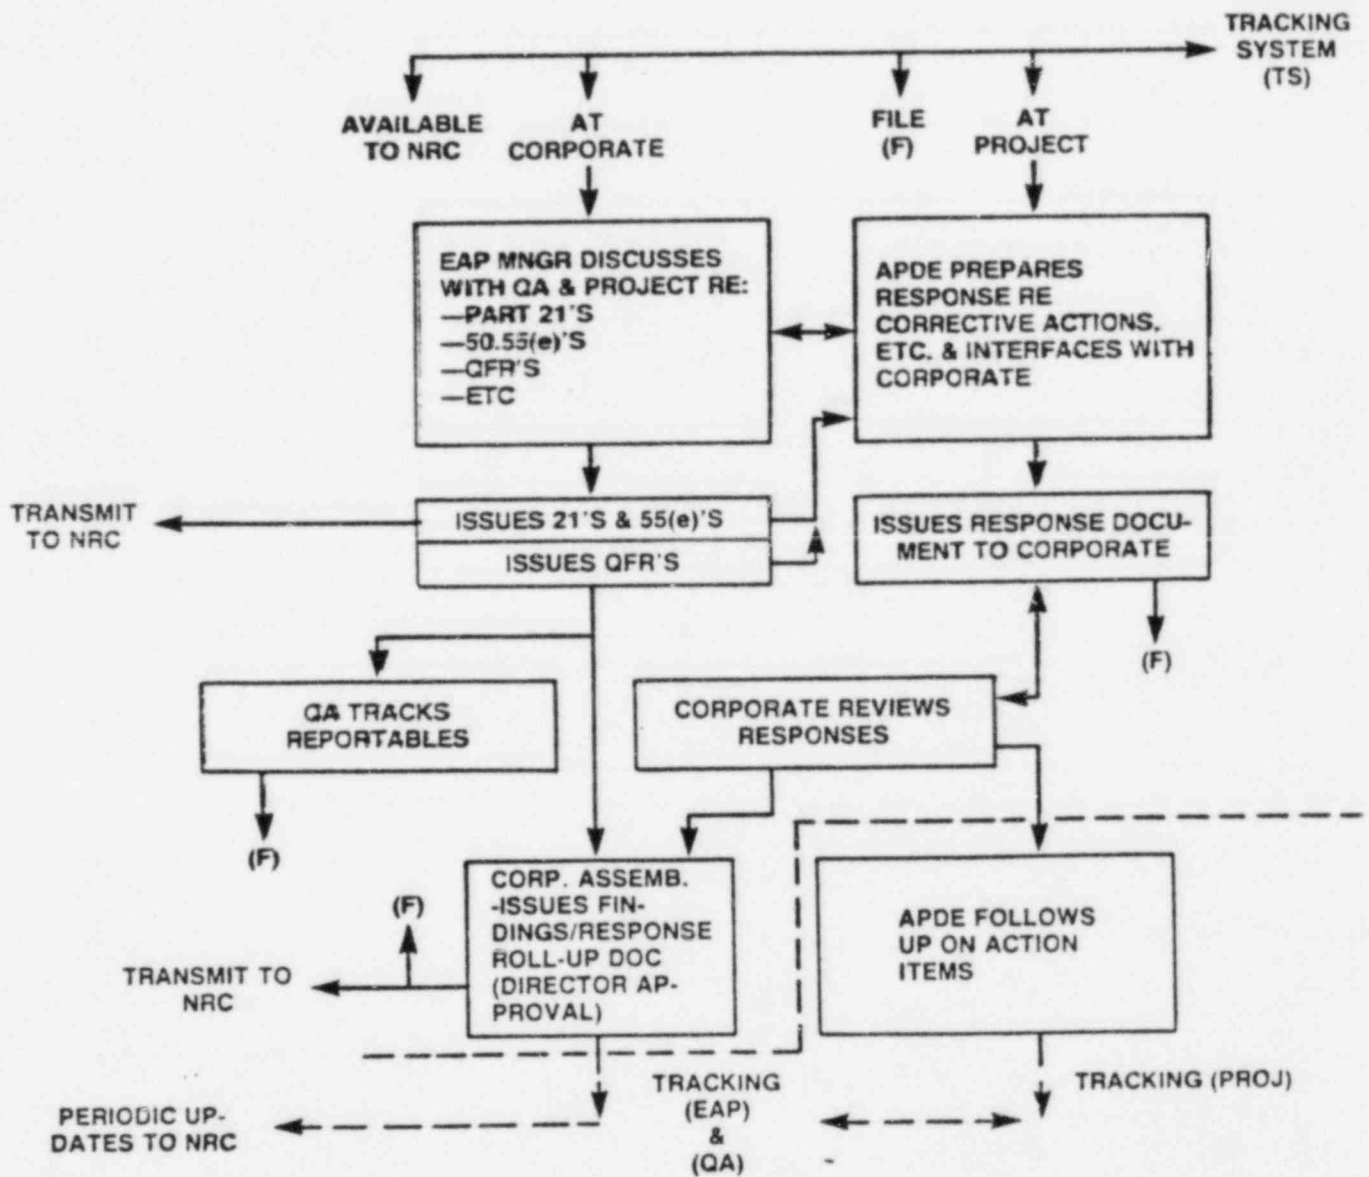 TRACKING
SYSTEM
(TS)
AVAILABLE
TO NRC
AT
CORPORATE
FILE
(F)
AT
PROJECT
EAP MNGR DISCUSSES
WITH QA & PROJECT RE:
—PART 21'S
—50.55(e)'S
—QFR'S
—ETC
APDE PREPARES
RESPONSE RE
CORRECTIVE ACTIONS,
ETC. & INTERFACES WITH
CORPORATE
TRANSMIT
TO NRC
ISSUES 21'S & 55(e)'S
ISSUES QFR'S
ISSUES RESPONSE DOCU-
MENT TO CORPORATE
(F)
QA TRACKS
REPORTABLES
CORPORATE REVIEWS
RESPONSES
(F)
(F)
TRANSMIT TO
NRC
CORP. ASSEMB.
-ISSUES FIN-
DINGS/RESPONSE
ROLL-UP DOC
(DIRECTOR AP-
PROVAL)
APDE FOLLOWS
UP ON ACTION
ITEMS
PERIODIC UP-
DATES TO NRC
TRACKING
(EAP)
&
(QA)
TRACKING (PROJ)